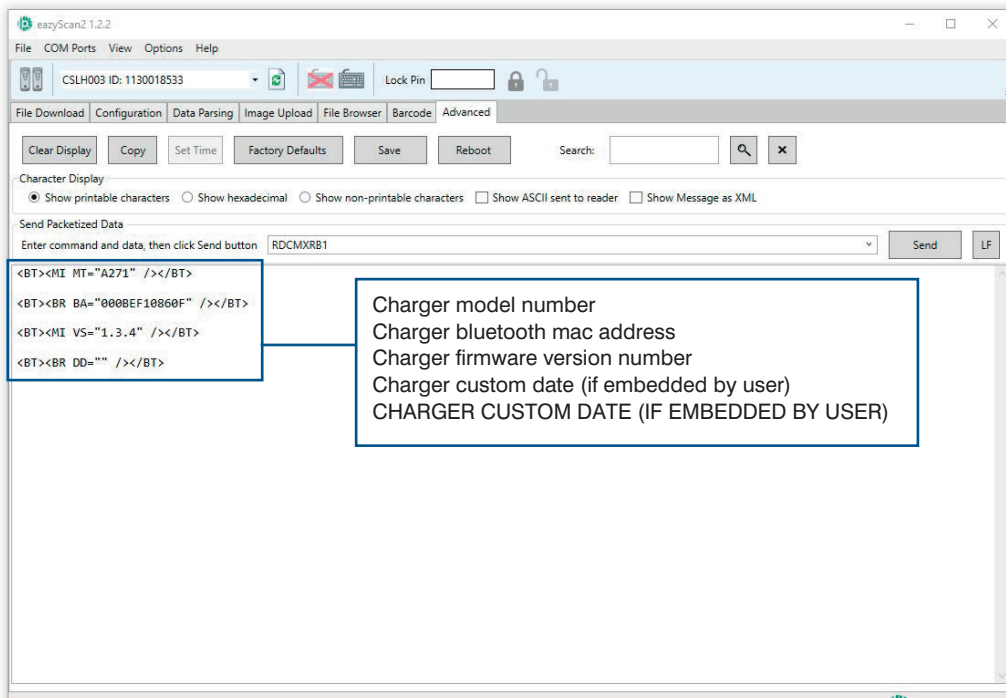 eazyScan2 1.2.2
File COM Ports View Options Help
CSLH003 ID: 1130018533 Lock Pin
File Download Configuration Data Parsing Image Upload File Browser Barcode Advanced
Clear Display Copy Set Time Factory Defaults Save Reboot Search:
Character Display
Show printable characters Show hexadecimal Show non-printable characters Show ASCII sent to reader Show Message as XML
Send Packetized Data
Enter command and data, then click Send button RDCMXRB1 Send LF
<BT><MI MT="A271" /></BT>
<BT><BR BA="000BEF10860F" /></BT>
<BT><MI VS="1.3.4" /></BT>
<BT><BR DD="" /></BT>
Charger model number
Charger bluetooth mac address
Charger firmware version number
Charger custom date (if embedded by user)
CHARGER CUSTOM DATE (IF EMBEDDED BY USER)